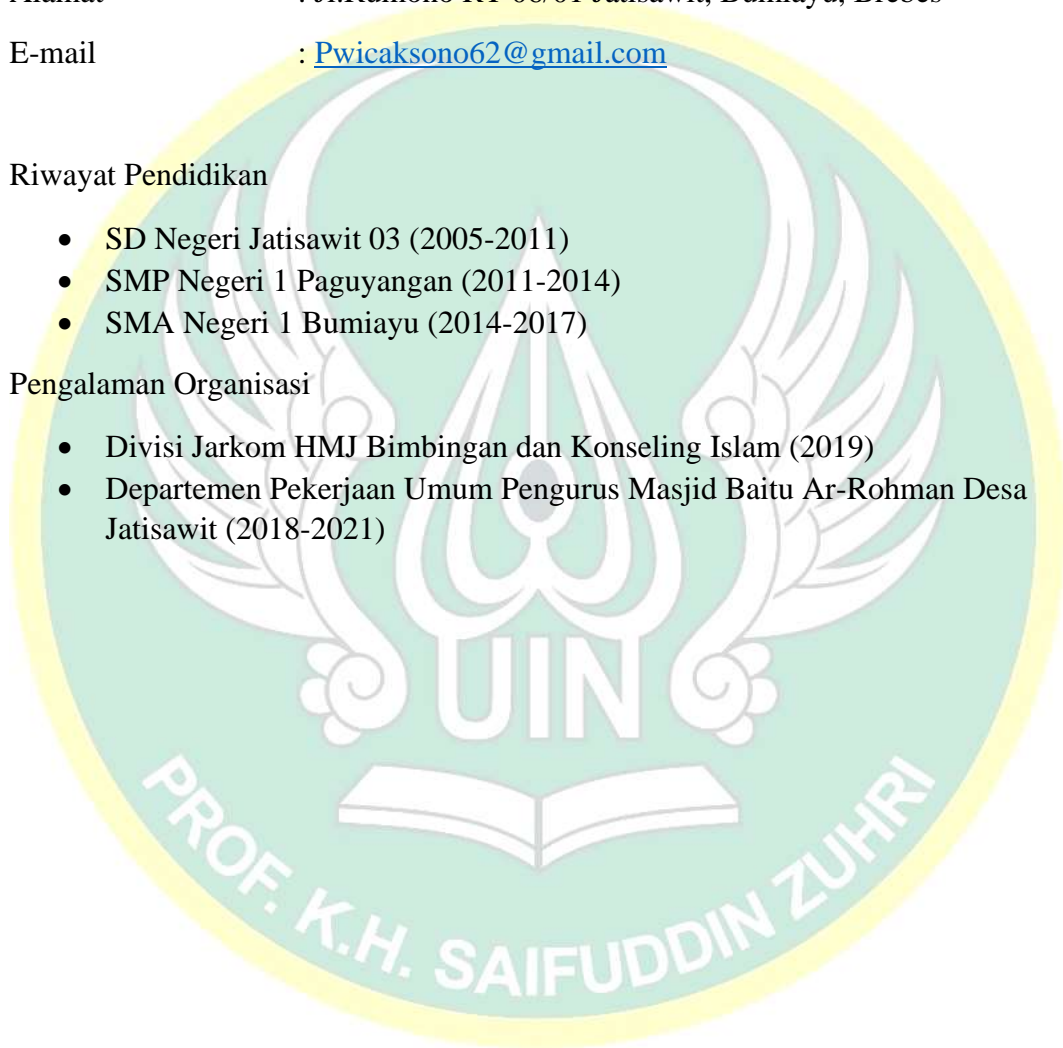 E-mail : Pwicaksono62@gmail.com
Riwayat Pendidikan
• SD Negeri Jatisawit 03 (2005-2011)
• SMP Negeri 1 Paguyangan (2011-2014)
• SMA Negeri 1 Bumiayu (2014-2017)
Pengalaman Organisasi
• Divisi Jarkom HMJ Bimbingan dan Konseling Islam (2019)
• Departemen Pekerjaan Umum Pengurus Masjid Baitu Ar-Rohman Desa
Jatisawit (2018-2021)
UIN
PROF. K.H. SAIFUDDIN ZUHRI